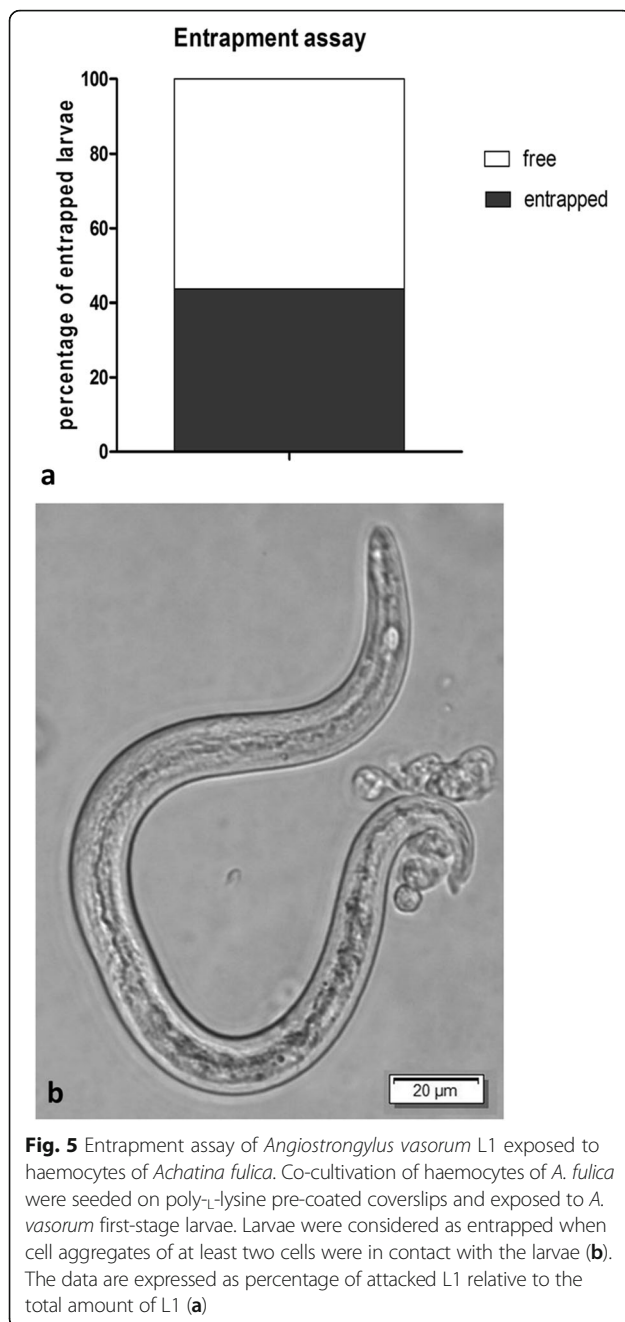 Entrapment assay
percentage of entrapped larvae
100
80
60
40
20
0
free
entrapped
a
b
20 µm
Fig. 5 Entrapment assay of Angiostrongylus vasorum L1 exposed to
haemocytes of Achatina fulica. Co-cultivation of haemocytes of A. fulica
were seeded on poly-L-lysine pre-coated coverslips and exposed to A.
vasorum first-stage larvae. Larvae were considered as entrapped when
cell aggregates of at least two cells were in contact with the larvae (b).
The data are expressed as percentage of attacked L1 relative to the
total amount of L1 (a)